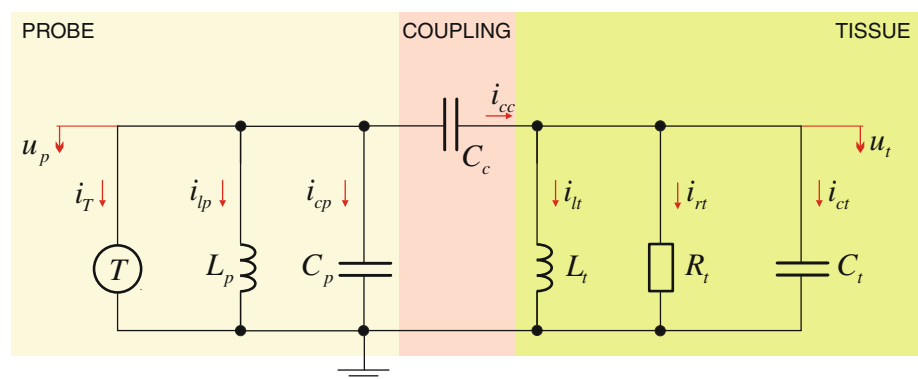 PROBE
COUPLING
TISSUE
i_cc
u_p
C_c
u_t
i_T
i_lp
i_cp
i_lt
i_rt
i_ct
T
L_p
C_p
L_t
R_t
C_t